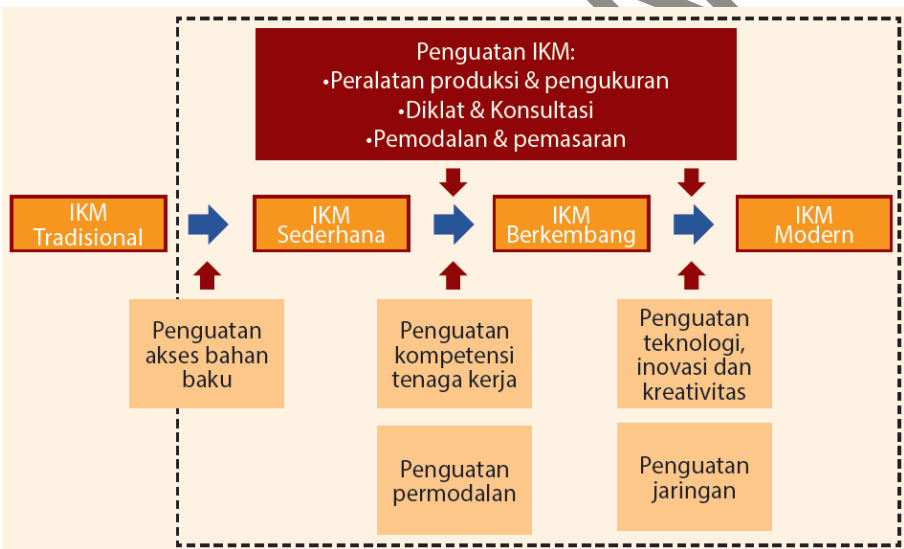 Penguatan IKM:
•Peralatan produksi & pengukuran
•Diklat & Konsultasi
•Pemodalan & pemasaran
IKM
Tradisional
IKM
Sederhana
IKM
Berkembang
IKM
Modern
Penguatan
akses bahan
baku
Penguatan
kompetensi
tenaga kerja
Penguatan
teknologi,
inovasi dan
kreativitas
Penguatan
permodalan
Penguatan
jaringan